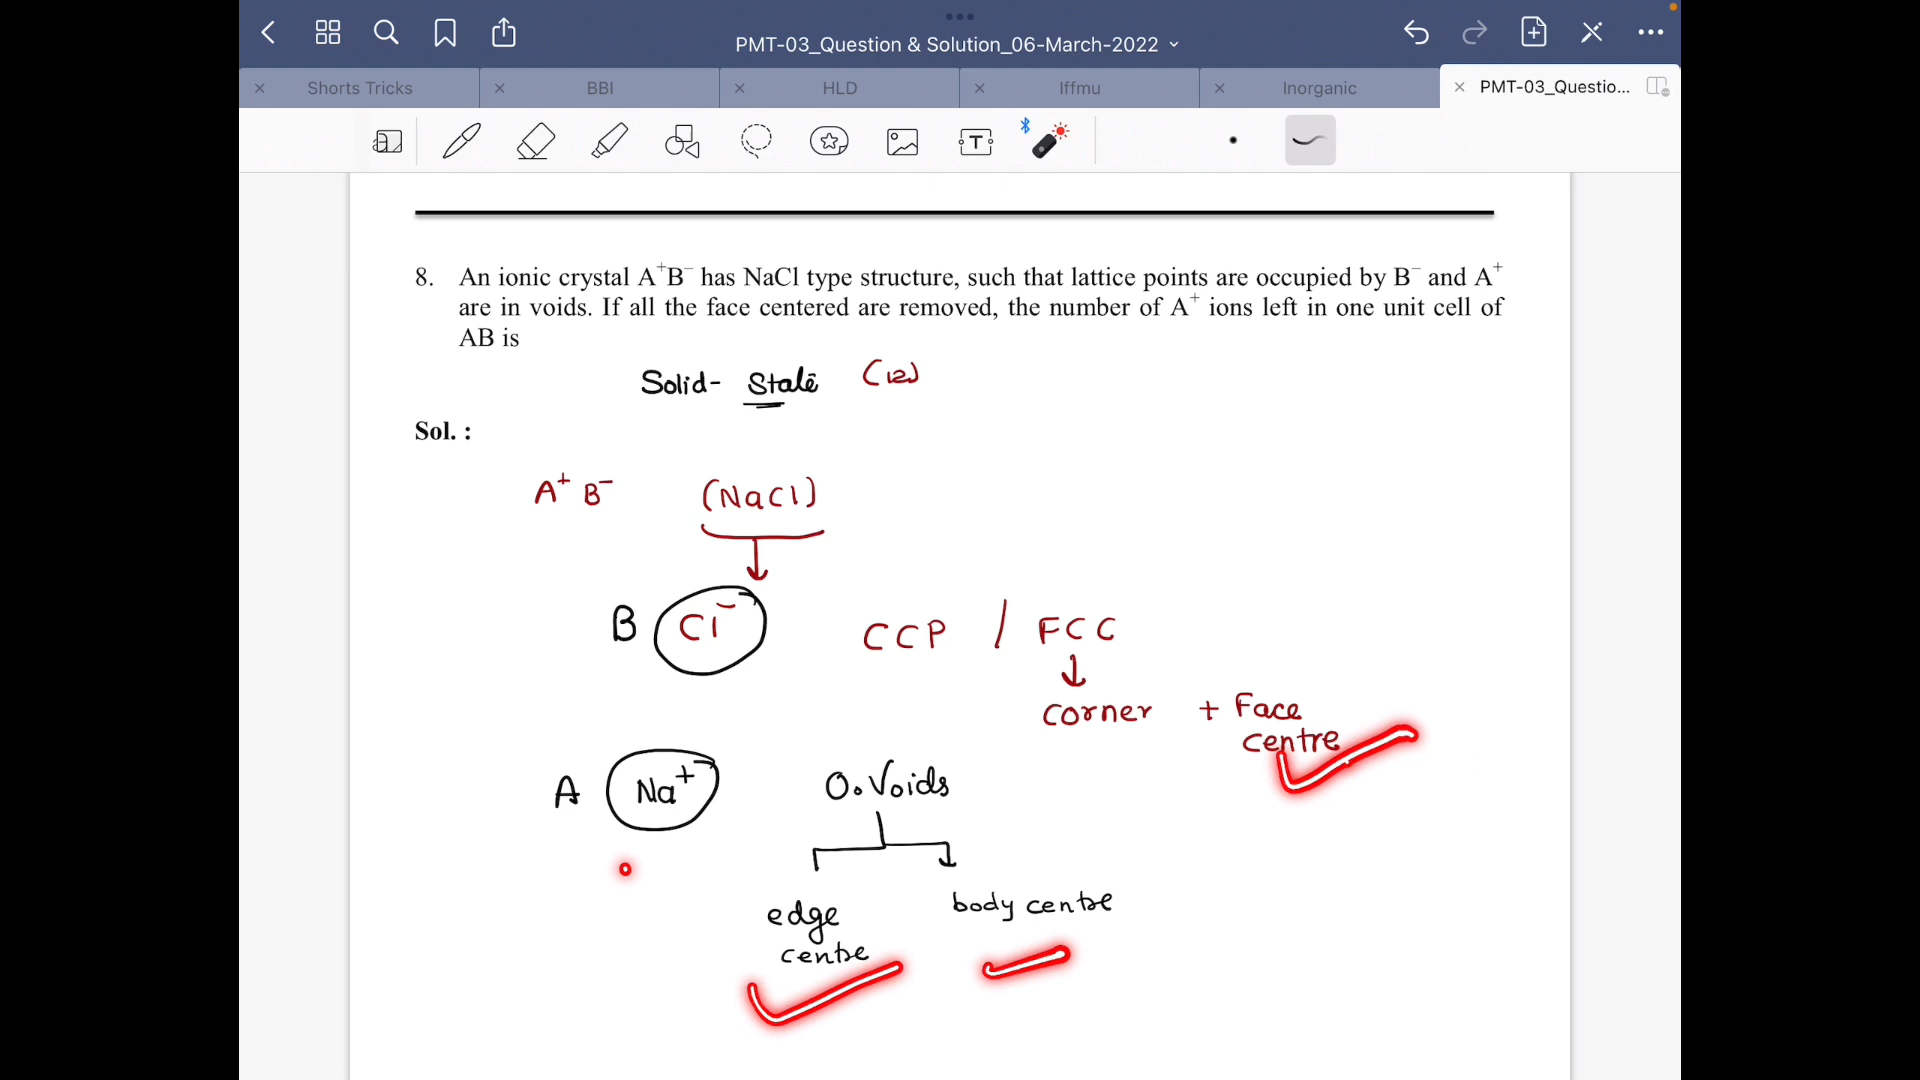 PMT-03_Question & Solution_06-March-2022
Shorts Tricks
BBI
HLD
Iffmu
Inorganic
PMT-03_Questio...
T
8. An ionic crystal A⁺B⁻ has NaCl type structure, such that lattice points are occupied by B⁻ and A⁺
are in voids. If all the face centered are removed, the number of A⁺ ions left in one unit cell of
AB is
Solid- State (12)
Sol. :
A⁺ B⁻ (NaCl)
B Cl⁻ CCP / FCC
corner + Face
centre
A Na⁺ O.Voids
edge body centre
centre